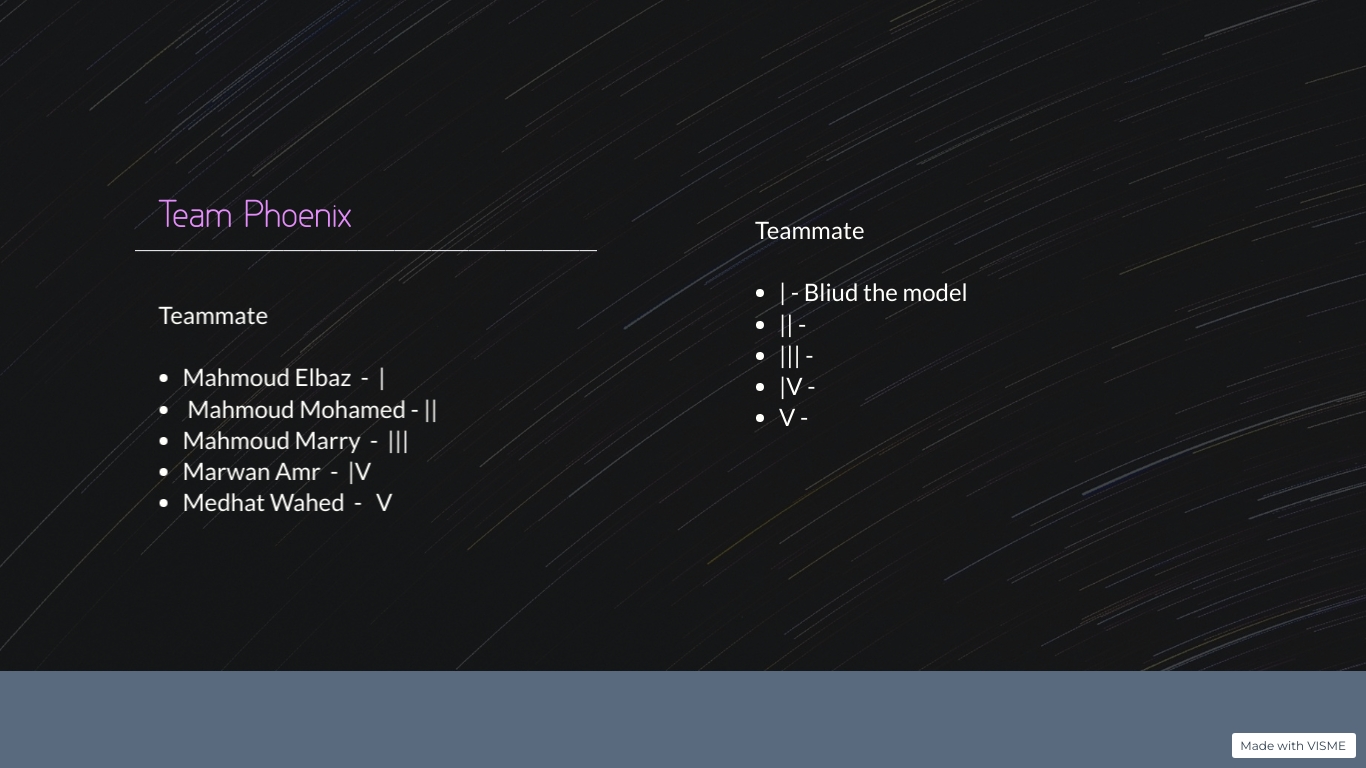 Team Phoenix
Teammate
Mahmoud Elbaz - |
Mahmoud Mohamed - ||
Mahmoud Marry - |||
Marwan Amr - |V
Medhat Wahed - V
Teammate
| - Bliud the model
|| -
||| -
|V -
V -
Made with VISME